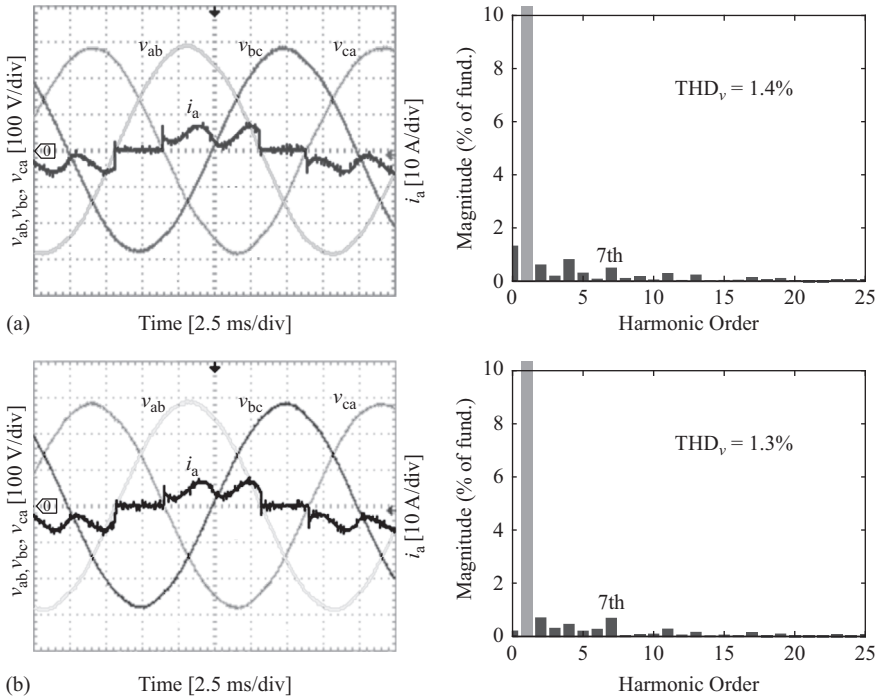 v_ab
v_bc
v_ca
i_a
0
v_ab,v_bc, v_ca [100 V/div]
i_a [10 A/div]
(a)
Time [2.5 ms/div]
10
8
6
4
2
0
Magnitude (% of fund.)
THD_v = 1.4%
7th
0 5 10 15 20 25
Harmonic Order
v_ab
v_bc
v_ca
i_a
0
v_ab,v_bc, v_ca [100 V/div]
i_a [10 A/div]
(b)
Time [2.5 ms/div]
10
8
6
4
2
0
Magnitude (% of fund.)
THD_v = 1.3%
7th
0 5 10 15 20 25
Harmonic Order